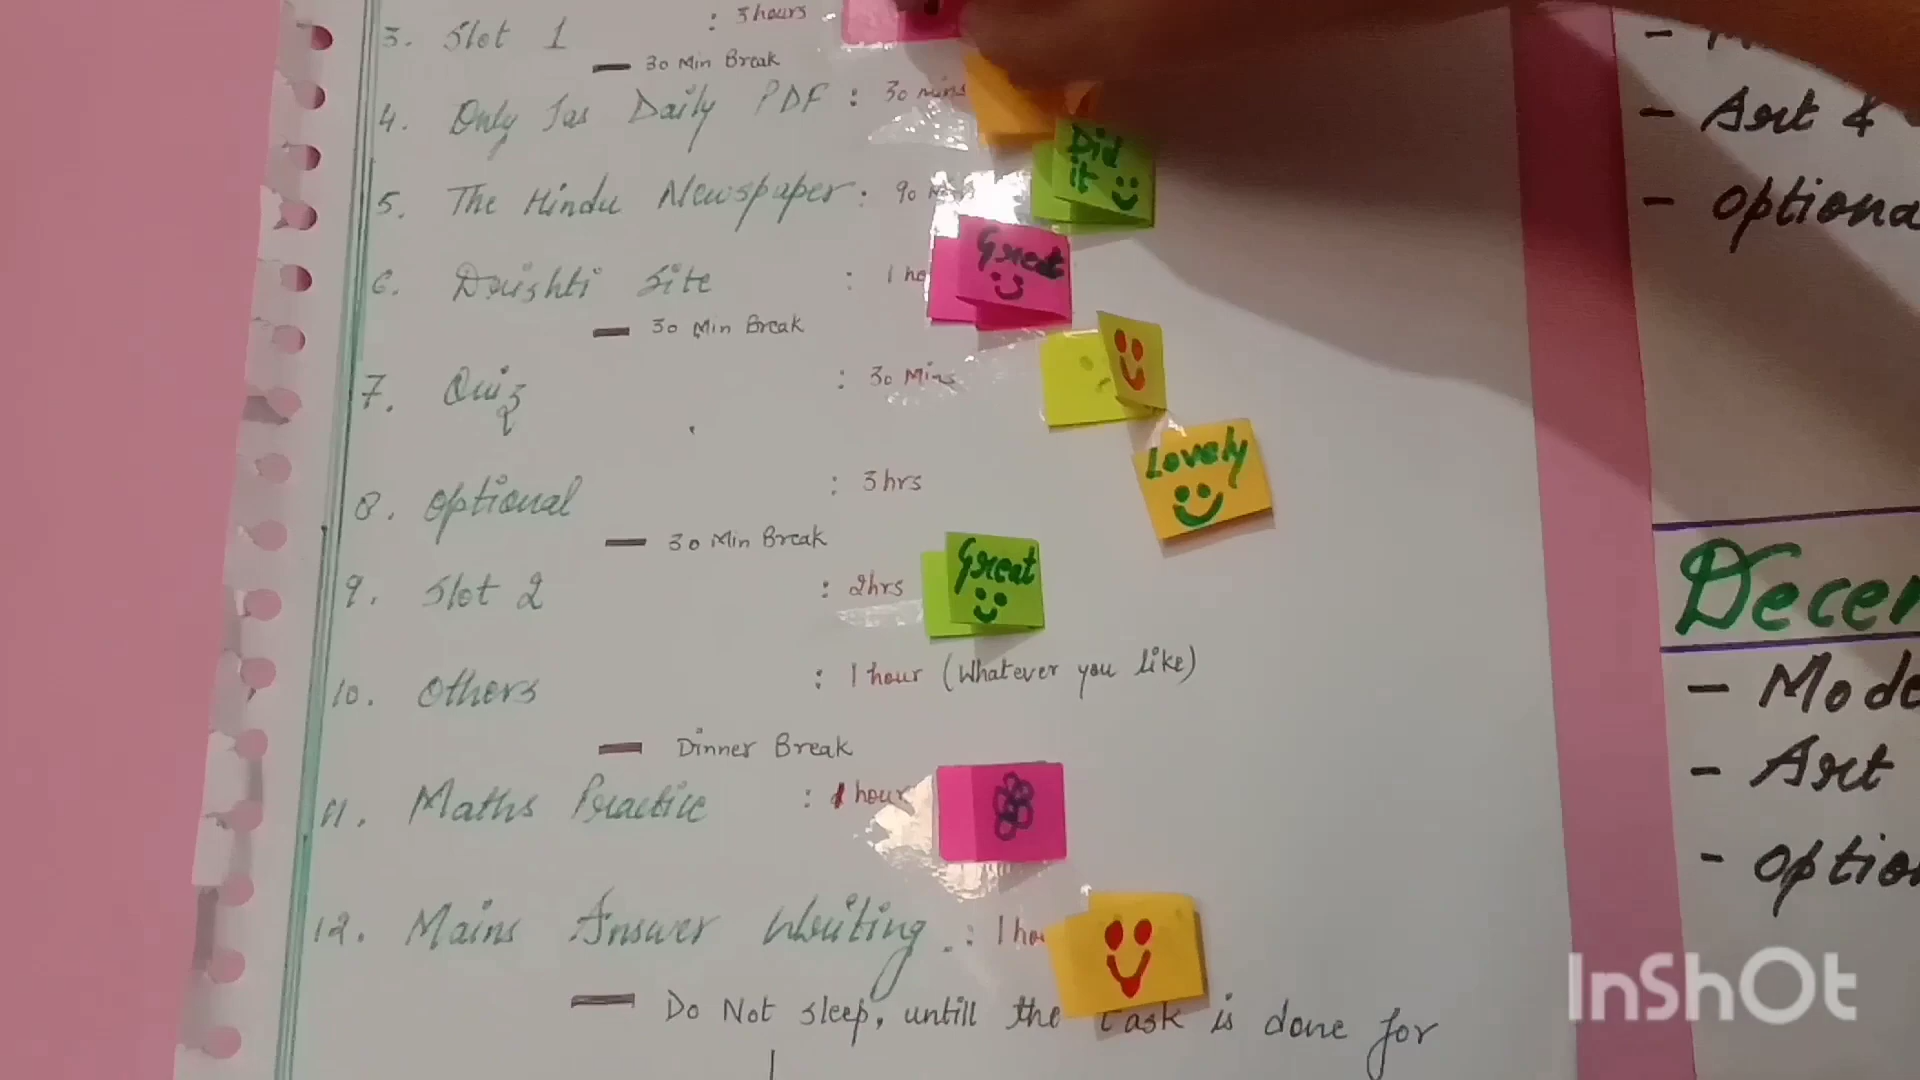 3. Slot 1 : 3 hours
30 Min Break
4. Only Ias Daily PDF : 30 mins
Did
it
5. The Hindu Newspaper : 90
Great
6. Drishti Site : 1
30 Min Break
7. Quiz : 30 Mins
Lovely
8. Optional : 3 hrs
30 Min Break
Great
9. Slot 2 : 2hrs
10. Others : 1 hour (Whatever you like)
Dinner Break
11. Maths Practice : 1 hour
12. Mains Answer Writing. : 1
Do Not sleep, untill the task is done for
- Art &
-
-
- Art
-
InShOt